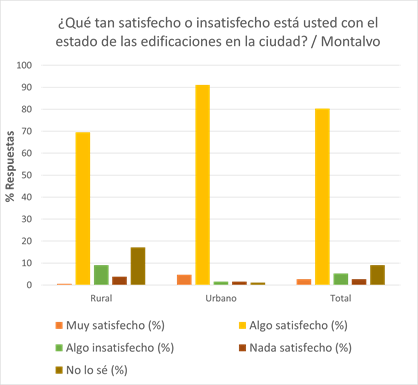 ¿Qué tan satisfecho o insatisfecho está usted con el
estado de las edificaciones en la ciudad? / Montalvo
% Respuestas
100
90
80
70
60
50
40
30
20
10
0
Rural
Urbano
Total
Muy satisfecho (%)
Algo satisfecho (%)
Algo insatisfecho (%)
Nada satisfecho (%)
No lo sé (%)